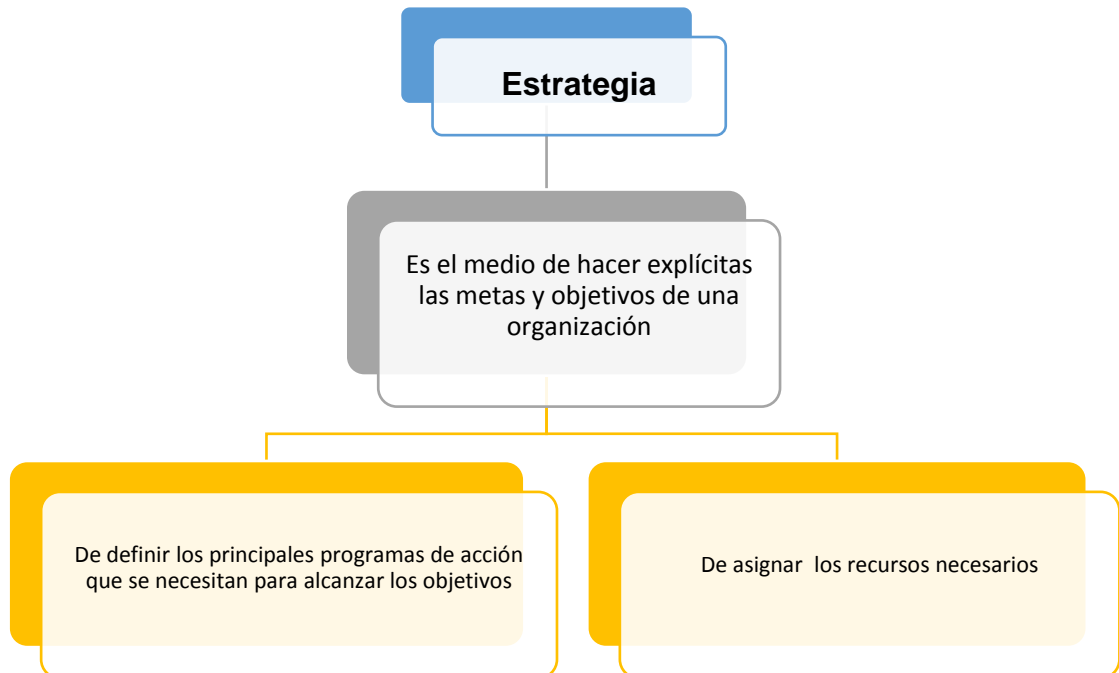 Estrategia
Es el medio de hacer explícitas
las metas y objetivos de una
organización
De definir los principales programas de acción
que se necesitan para alcanzar los objetivos
De asignar  los recursos necesarios